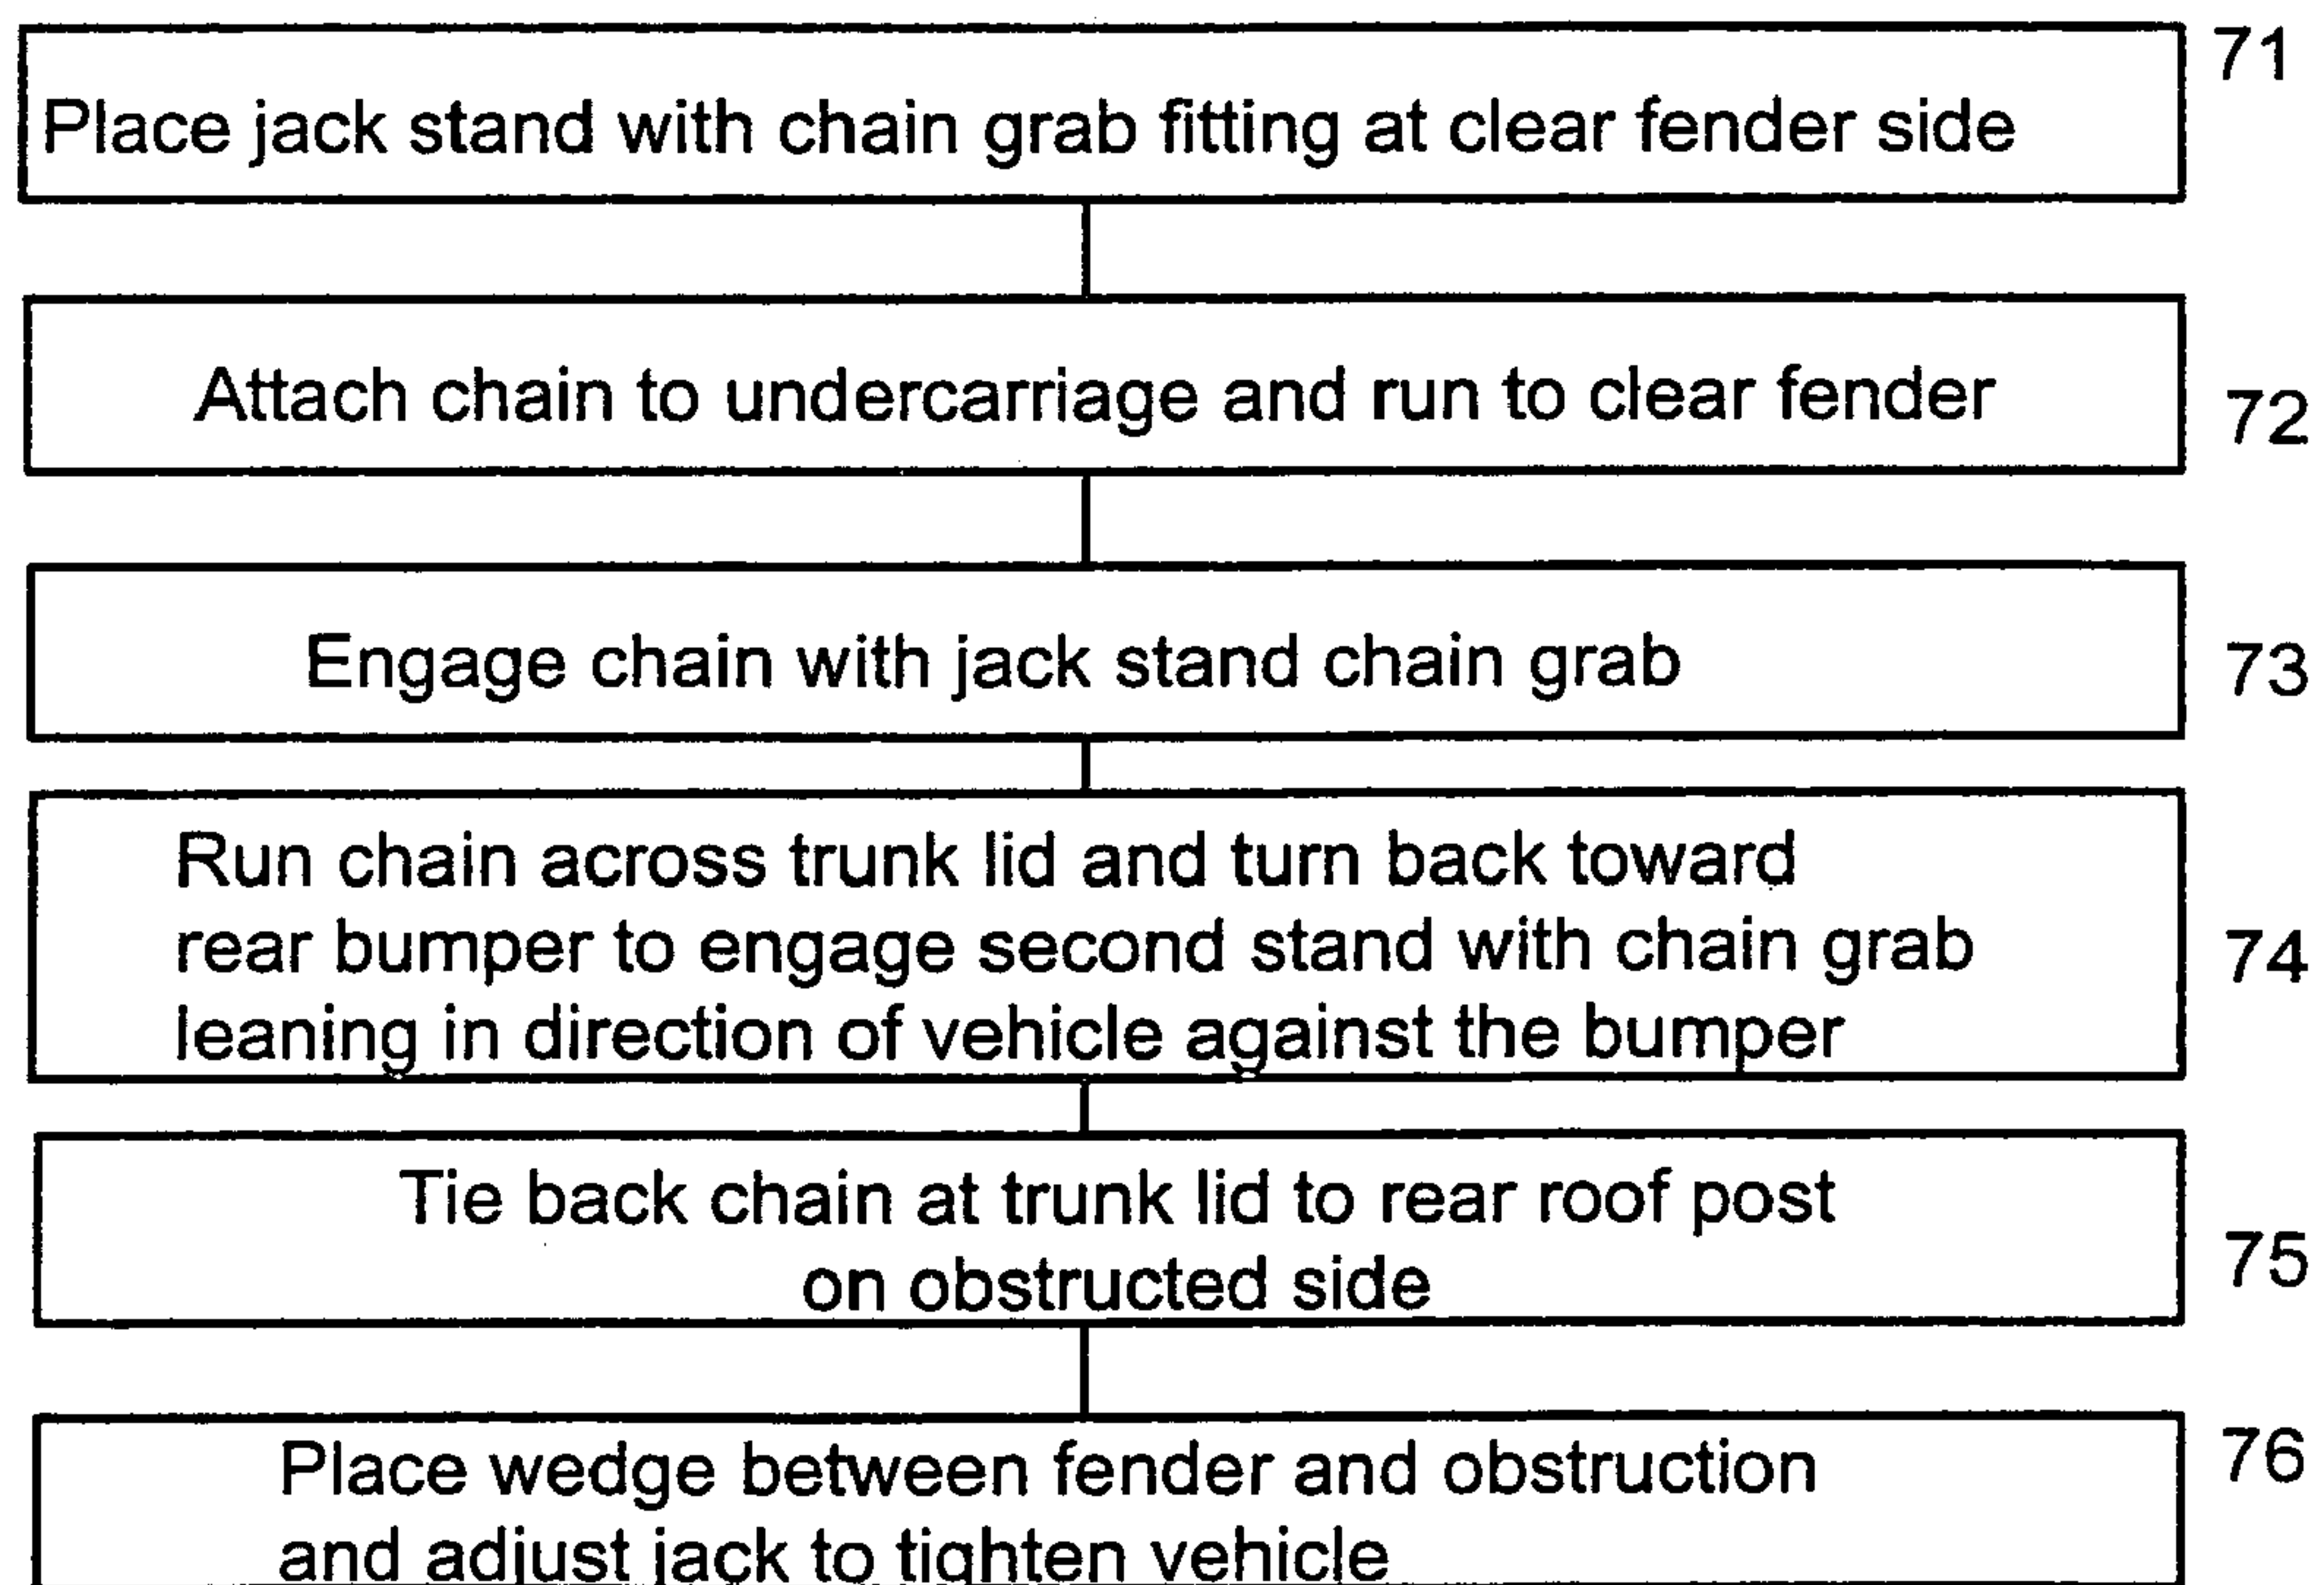 71
Place jack stand with chain grab fitting at clear fender side
Attach chain to undercarriage and run to clear fender
72
Engage chain with jack stand chain grab
73
Run chain across trunk lid and turn back toward
rear bumper to engage second stand with chain grab
74
leaning in direction of vehicle against the bumper
Tie back chain at trunk lid to rear roof post
75
on obstructed side
76
Place wedge between fender and obstruction
and adjust jack to tighten vehicle